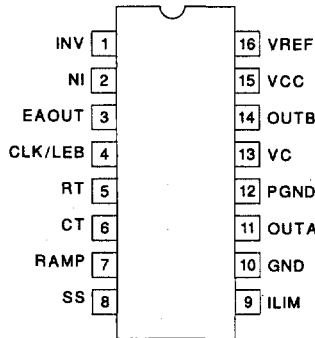 INV 1 16 VREF
NI 2 15 VCC
EAOUT 3 14 OUTB
CLK/LEB 4 13 VC
RT 5 12 PGND
CT 6 11 OUTA
RAMP 7 10 GND
SS 8 9 ILIM